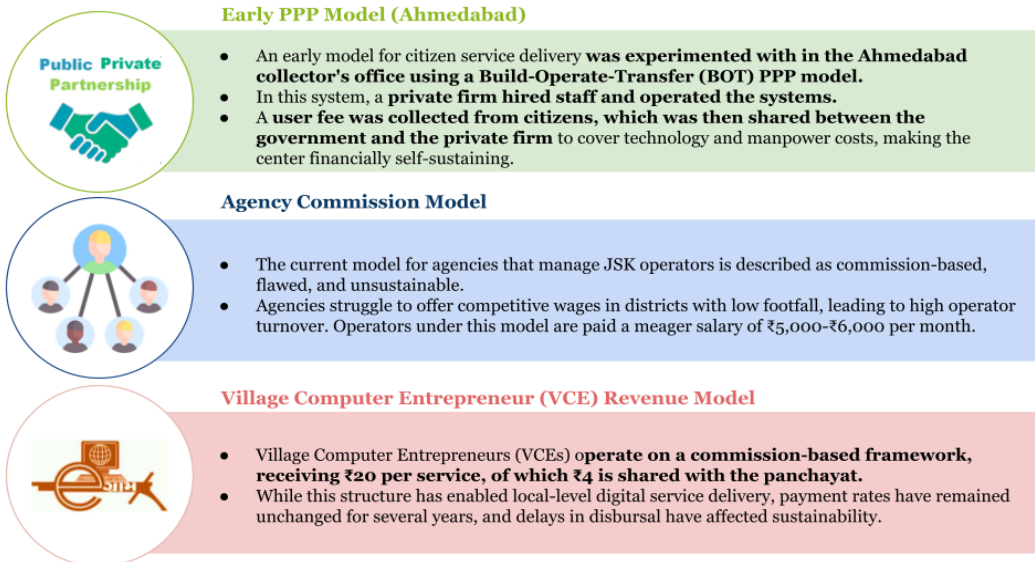 Early PPP Model (Ahmedabad)
Public Private
Partnership
● An early model for citizen service delivery was experimented with in the Ahmedabad
collector's office using a Build-Operate-Transfer (BOT) PPP model.
● In this system, a private firm hired staff and operated the systems.
● A user fee was collected from citizens, which was then shared between the
government and the private firm to cover technology and manpower costs, making the
center financially self-sustaining.
Agency Commission Model
● The current model for agencies that manage JSK operators is described as commission-based,
flawed, and unsustainable.
● Agencies struggle to offer competitive wages in districts with low footfall, leading to high operator
turnover. Operators under this model are paid a meager salary of ₹5,000-₹6,000 per month.
Village Computer Entrepreneur (VCE) Revenue Model
e ગ્રામ
● Village Computer Entrepreneurs (VCEs) operate on a commission-based framework,
receiving ₹20 per service, of which ₹4 is shared with the panchayat.
● While this structure has enabled local-level digital service delivery, payment rates have remained
unchanged for several years, and delays in disbursal have affected sustainability.